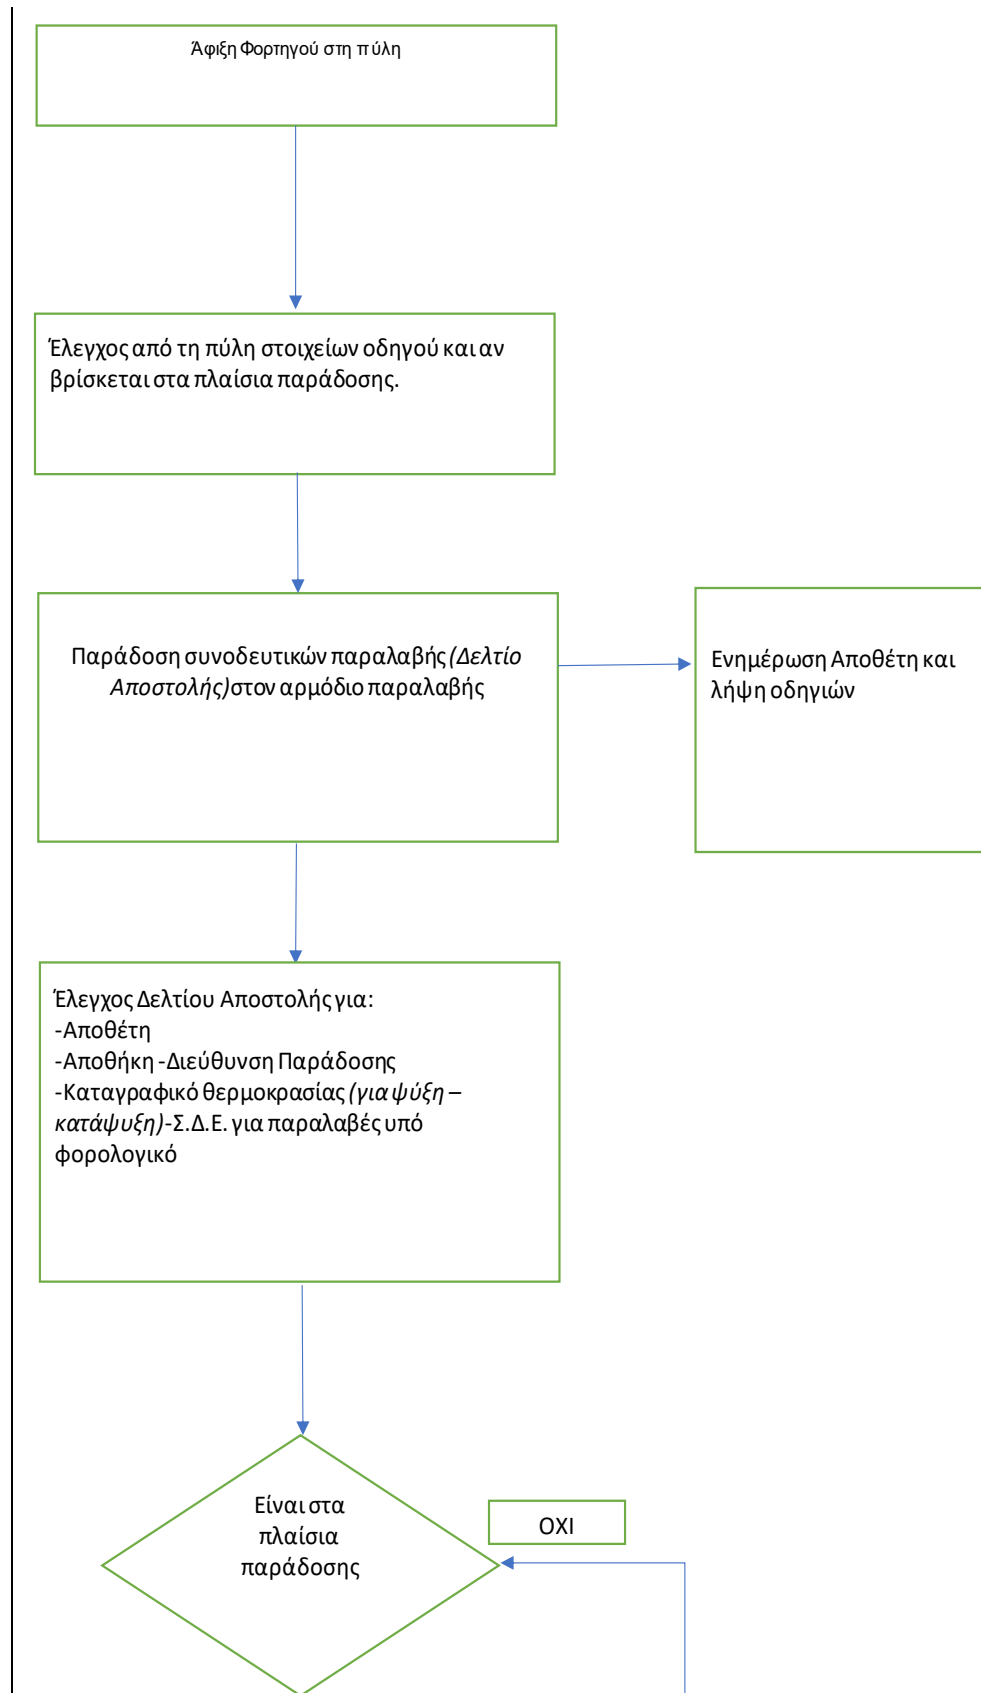 Άφιξη Φορτηγού στη πύλη
Έλεγχος από τη πύλη στοιχείων οδηγού και αν
βρίσκεται στα πλαίσια παράδοσης.
Παράδοση συνοδευτικών παραλαβής (Δελτίο
Αποστολής) στον αρμόδιο παραλαβής
Ενημέρωση Αποθέτη και
λήψη οδηγιών
Έλεγχος Δελτίου Αποστολής για:
-Αποθέτη
-Αποθήκη -Διεύθυνση Παράδοσης
-Καταγραφικό θερμοκρασίας (για ψύξη –
κατάψυξη) -Σ.Δ.Ε. για παραλαβές υπό
φορολογικό
Είναι στα
πλαίσια
παράδοσης
ΟΧΙ